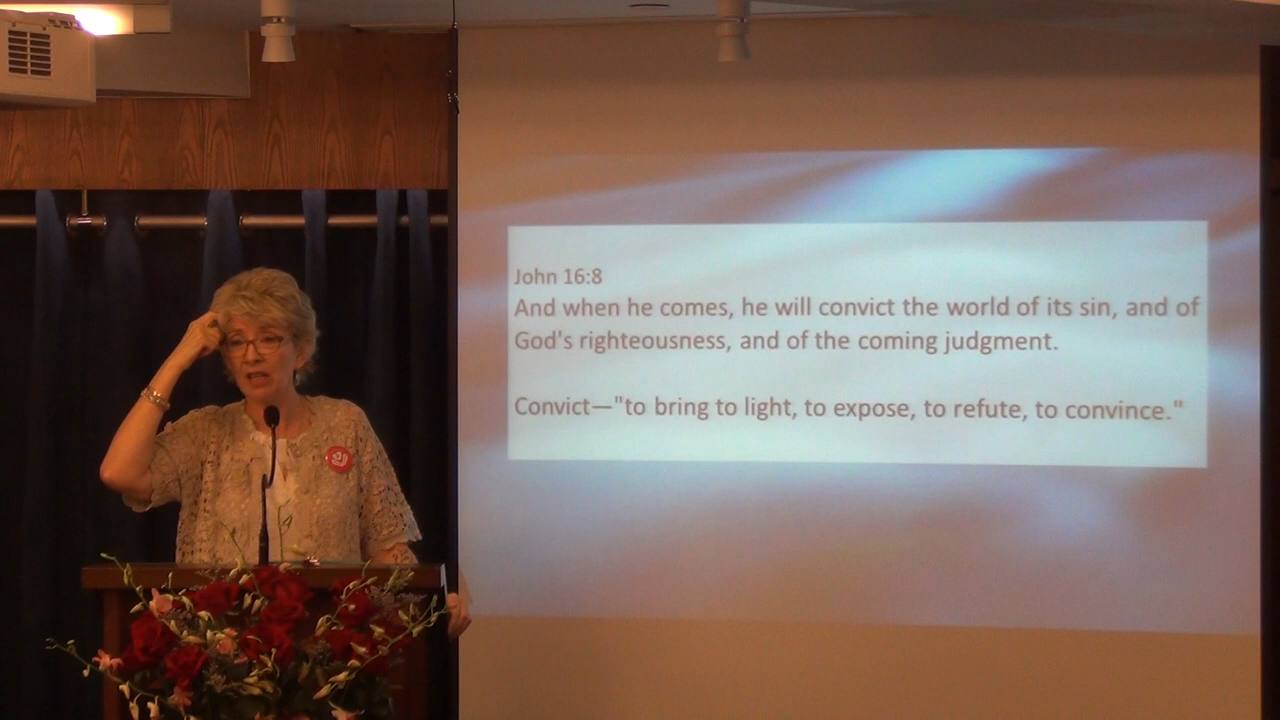 John 16:8
And when he comes, he will convict the world of its sin, and of
God's righteousness, and of the coming judgment.
Convict—"to bring to light, to expose, to refute, to convince."